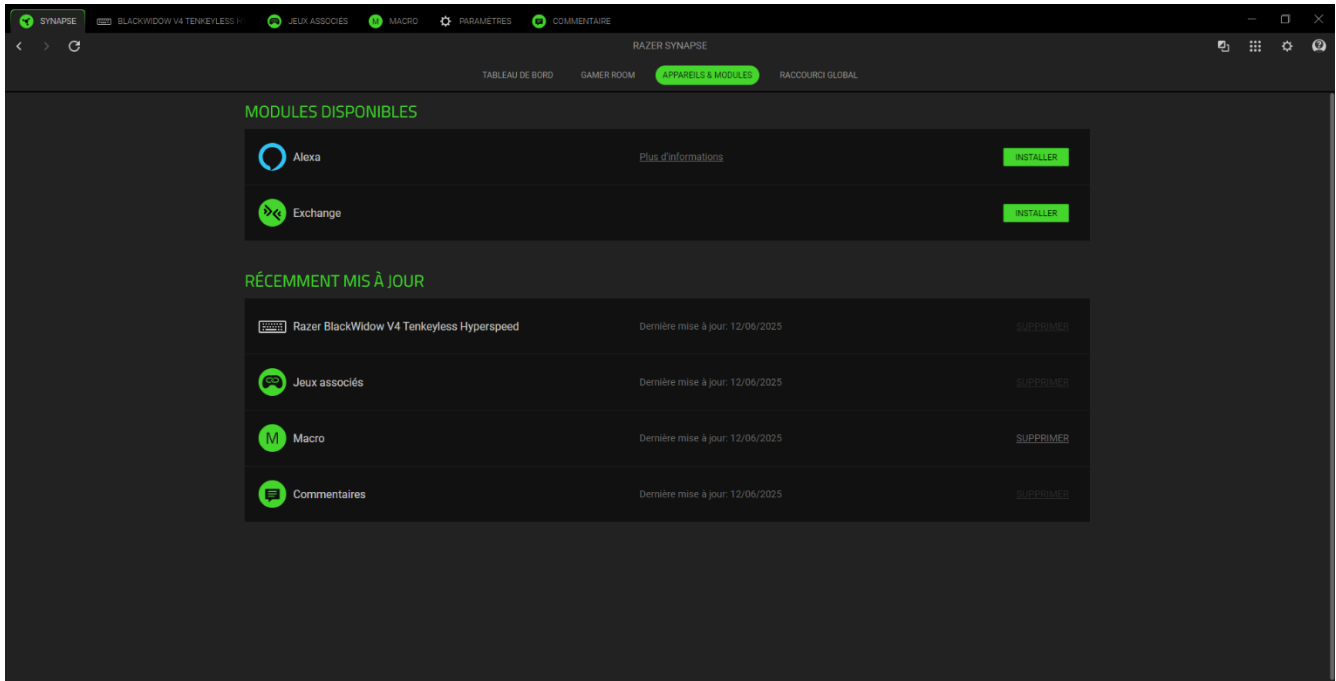 SYNAPSE BLACKWIDOW V4 TENKEYLESS H JEUX ASSOCIÉS M MACRO PARAMÈTRES COMMENTAIRE
RAZER SYNAPSE
TABLEAU DE BORD GAMER ROOM APPAREILS & MODULES RACCOURCI GLOBAL
MODULES DISPONIBLES
Alexa Plus d'informations INSTALLER
Exchange INSTALLER
RÉCEMMENT MIS À JOUR
Razer BlackWidow V4 Tenkeyless Hyperspeed Dernière mise à jour: 12/06/2025 SUPPRIMER
Jeux associés Dernière mise à jour: 12/06/2025 SUPPRIMER
M Macro Dernière mise à jour: 12/06/2025 SUPPRIMER
Commentaires Dernière mise à jour: 12/06/2025 SUPPRIMER